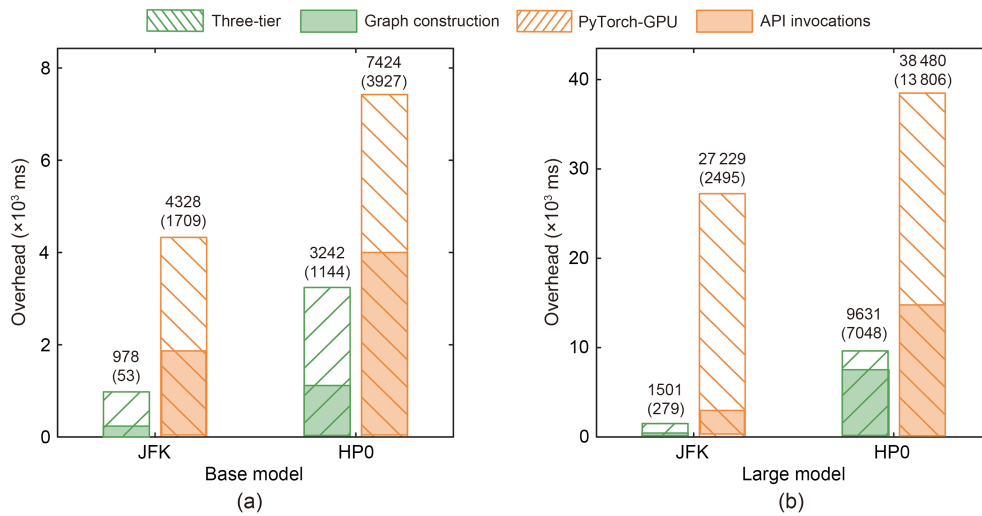 Three-tier Graph construction PyTorch-GPU API invocations
Overhead (×10³ ms)
8
6
4
2
0
978
(53)
4328
(1709)
3242
(1144)
7424
(3927)
JFK HP0
Base model
(a)
Overhead (×10³ ms)
40
30
20
10
0
1501
(279)
27 229
(2495)
9631
(7048)
38 480
(13 806)
JFK HP0
Large model
(b)